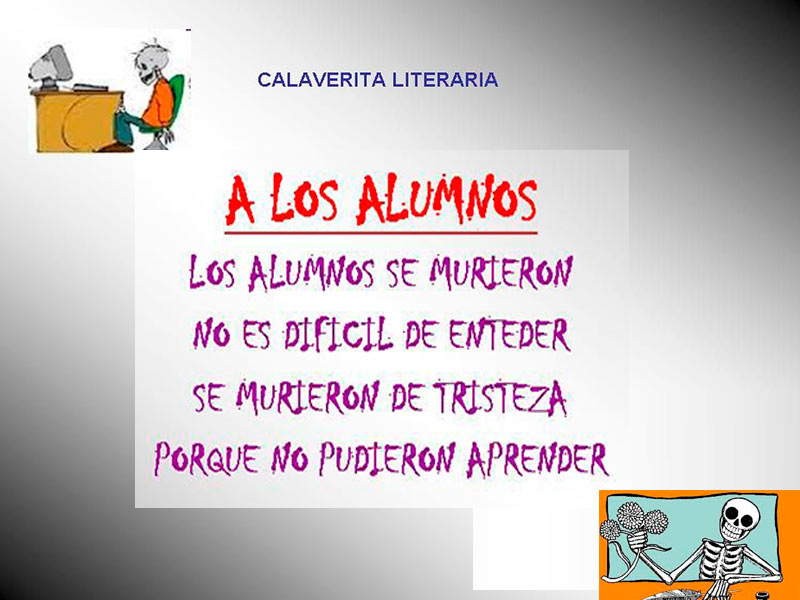 CALAVERITA LITERARIA
A LOS ALUMNOS
LOS ALUMNOS SE MURIERON
NO ES DIFICIL DE ENTEDER
SE MURIERON DE TRISTEZA
PORQUE NO PUDIERON APRENDER